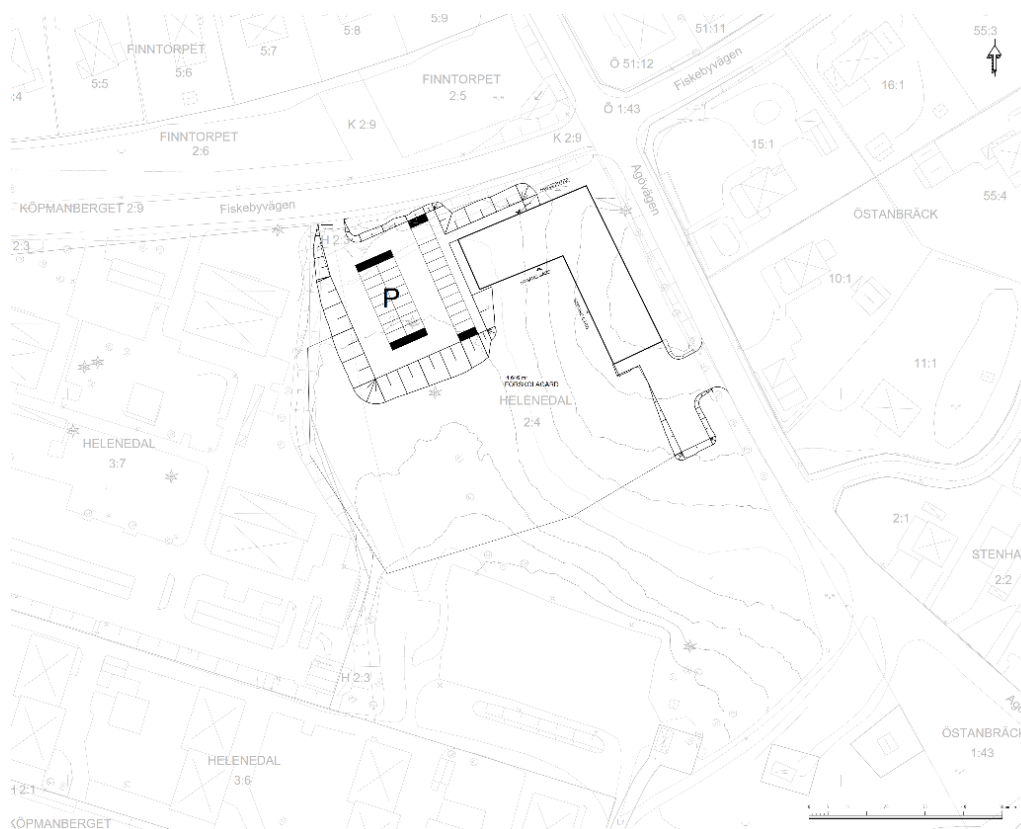 5:9
5:8
51:11
55:3
FINNTORPET
5:7
5:6
5:5
:4
Ö 51:12
Fiskebyvägen
16:1
FINNTORPET
2:5
Ö 1:43
K 2:9
K 2:9
FINNTORPET
2:6
15:1
Agövägen
55:4
KÖPMANBERGET 2:9
Fiskebyvägen
ÖSTANBRÄCK
H 2:3
2:3
10:1
P
11:1
FÖRSKOLAGÅRD
HELENEDAL
2:4
HELENEDAL
3:7
2:1
STENHA
2:2
H 2:3
ÖSTANBRÄCK
1:43
HELENEDAL
3:6
H 2:1
KÖPMANBERGET